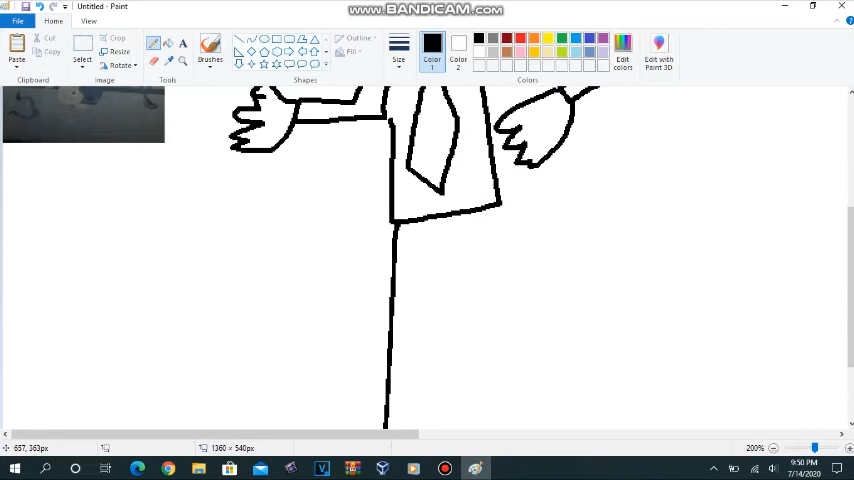 Untitled - Paint
www.BANDICAM.com
File
Home
View
Paste
Cut
Copy
Clipboard
Select
Crop
Resize
Rotate
Image
A
Tools
Brushes
Outline
Fill
Shapes
Size
Color
1
Color
2
Edit
colors
Edit with
Paint 3D
Colors
657, 363px
1360 × 540px
200%
9:50 PM
7/14/2020